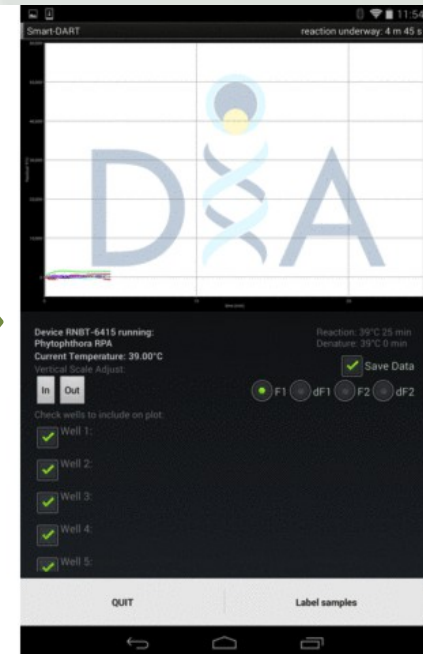 11:54
Smart-DART reaction underway: 4 m 45 s
DIA
Device RNBT-6415 running:
Phytophthora RPA
Current Temperature: 39.00°C
Reaction: 39°C 25 min
Denature: 39°C 0 min
Vertical Scale Adjust:
Save Data
In Out
F1 dF1 F2 dF2
Check wells to include on plot:
Well 1:
Well 2:
Well 3:
Well 4:
Well 5:
QUIT Label samples